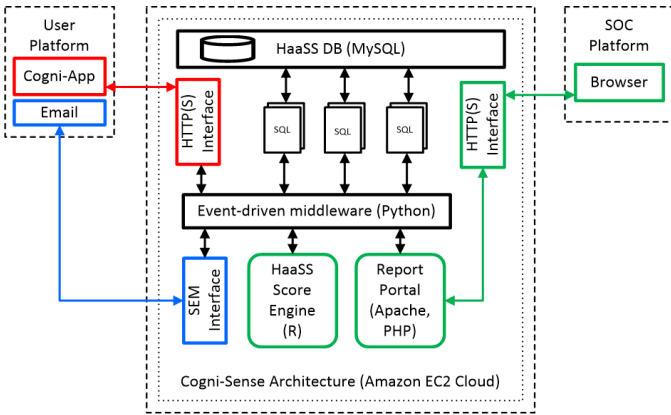 User
Platform
Cogni-App
Email
HaaSS DB (MySQL)
SOC
Platform
Browser
HTTP(S)
Interface
SQL
SQL
SQL
HTTP(S)
Interface
Event-driven middleware (Python)
SEM
Interface
HaaSS
Score
Engine
(R)
Report
Portal
(Apache,
PHP)
Cogni-Sense Architecture (Amazon EC2 Cloud)